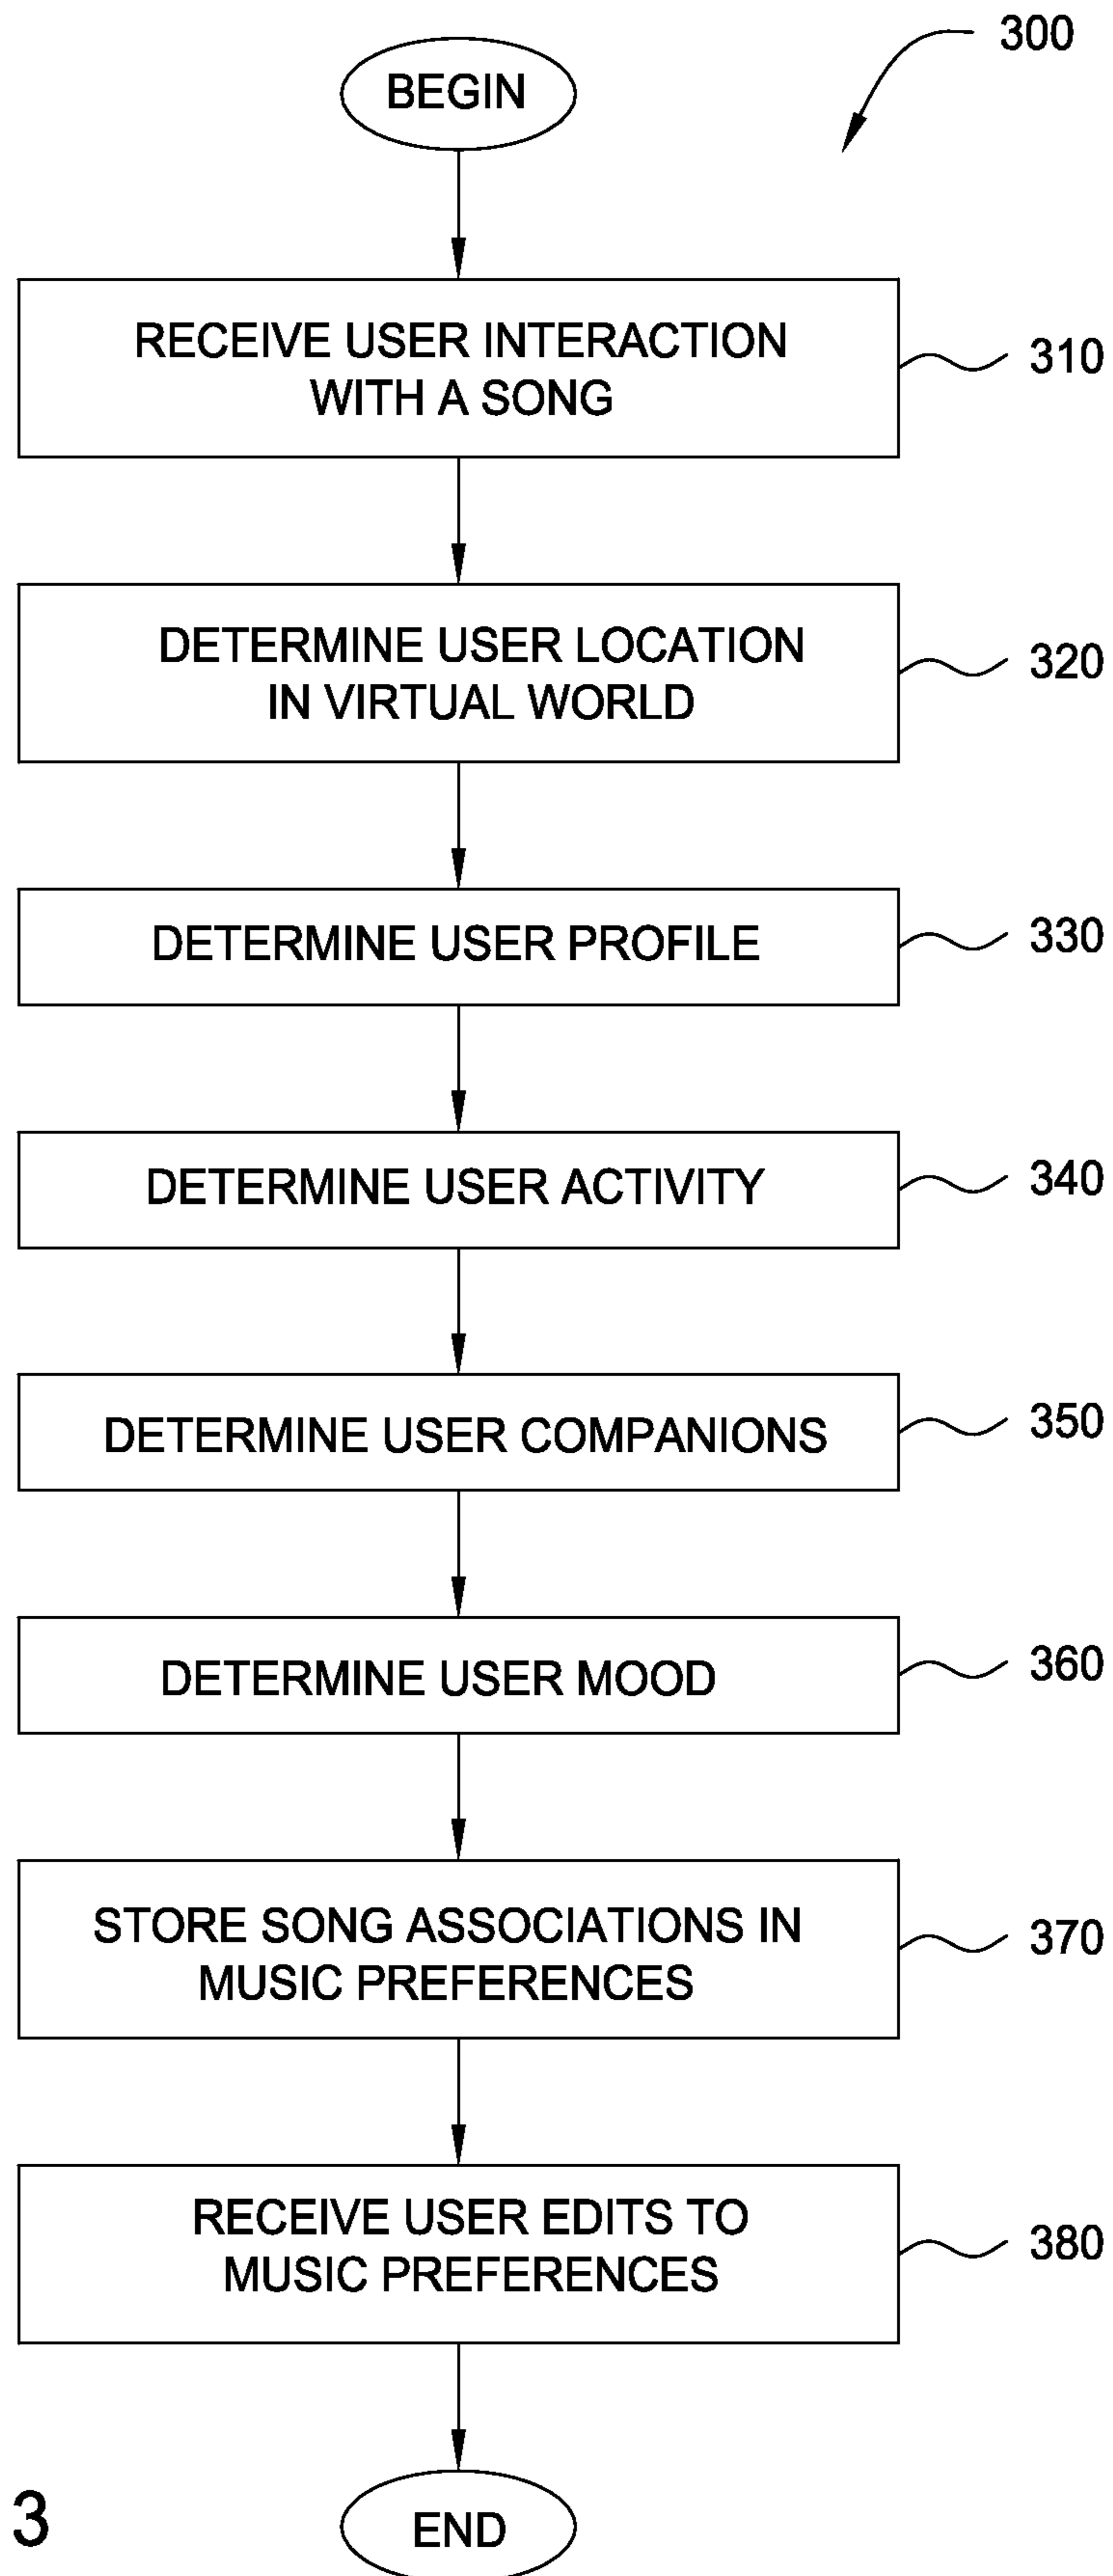 300
BEGIN
RECEIVE USER INTERACTION
WITH A SONG
310
DETERMINE USER LOCATION
IN VIRTUAL WORLD
320
DETERMINE USER PROFILE
330
DETERMINE USER ACTIVITY
340
DETERMINE USER COMPANIONS
350
DETERMINE USER MOOD
360
STORE SONG ASSOCIATIONS IN
MUSIC PREFERENCES
370
RECEIVE USER EDITS TO
MUSIC PREFERENCES
380
END
3